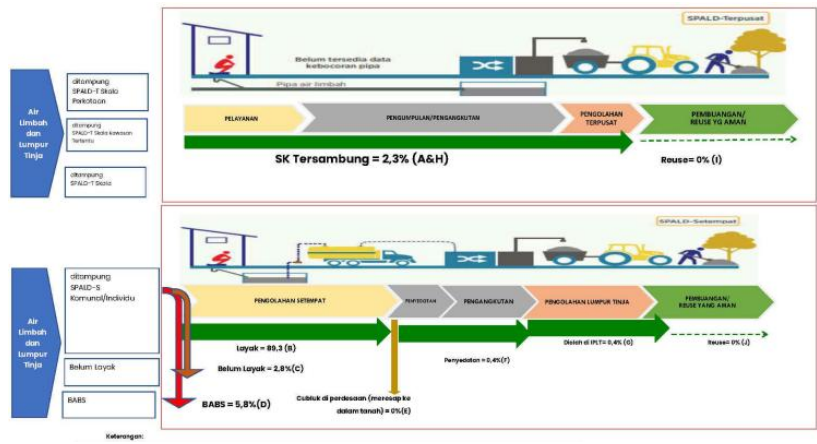 SPALD-Terpusat
Belum tersedia data
kebocoran pipa
Pipa air limbah
Air
Limbah
dan
Lumpur
Tinja
ditampung
SPALD-T Skala
Perkotaan
ditampung
SPALD-T Skala Kawasan
Tertentu
ditampung
SPALD-T Skala
PELAYANAN
PENGUMPULAN/PENGANGKUTAN
PENGOLAHAN
TERPUSAT
PEMBUANGAN/
REUSE YG AMAN
SK Tersambung = 2,3% (A&H)
Reuse= 0% (I)
SPALD-Setempat
Air
Limbah
dan
Lumpur
Tinja
ditampung
SPALD-S
Komunal/Individu
Belum Layak
BABS
PENGOLAHAN SETEMPAT
PENYEDOTAN
PENGANGKUTAN
PENGOLAHAN LUMPUR TINJA
PEMBUANGAN/
REUSE YANG AMAN
Layak = 89,3 (B)
Belum Layak = 2,8%(C)
BABS = 5,8%(D)
Cubluk di perdesaan (meresap ke
dalam tanah) = 0%(E)
Penyedotan = 0,4%(F)
Diolah di IPLT= 0,4% (G)
Reuse= 0% (J)
Keterangan: